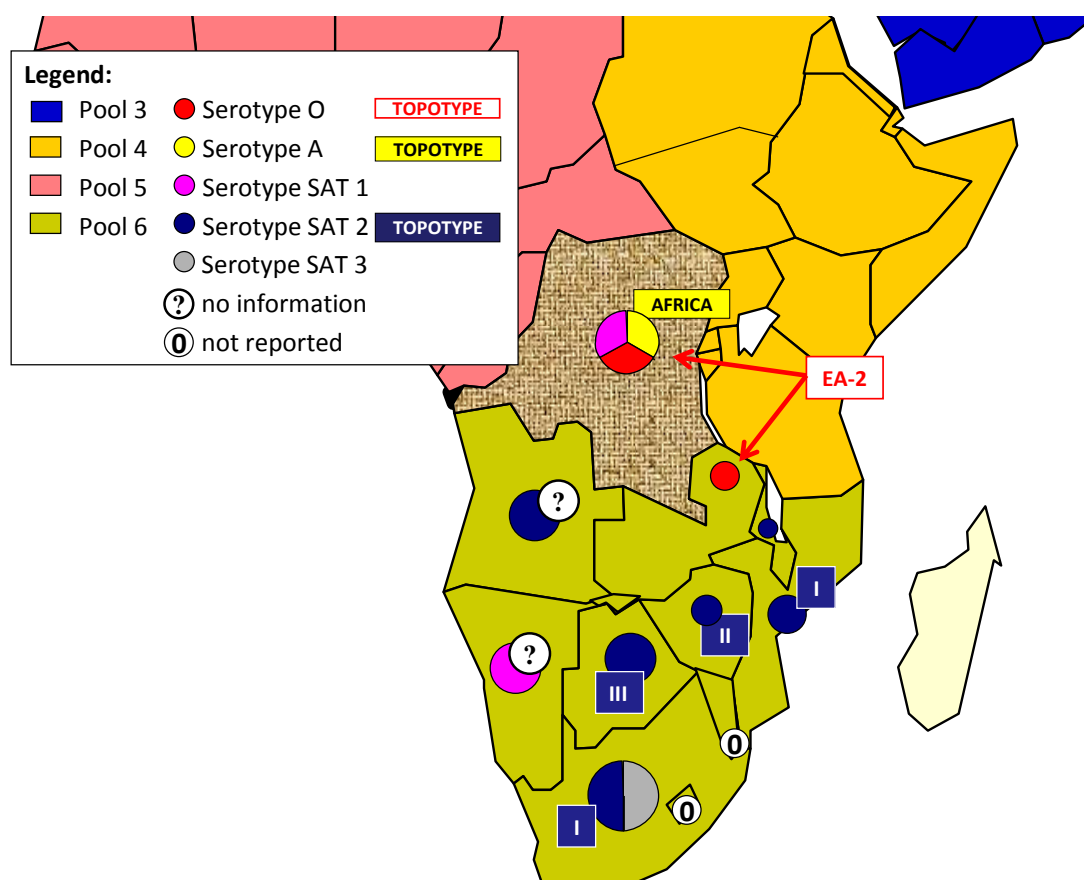 Legend:
Pool 3
Serotype O
TOPOTYPE
Pool 4
Serotype A
TOPOTYPE
Pool 5
Serotype SAT 1
Pool 6
Serotype SAT 2
TOPOTYPE
Serotype SAT 3
? no information
0 not reported
AFRICA
EA-2
?
I
II
?
III
0
I
0